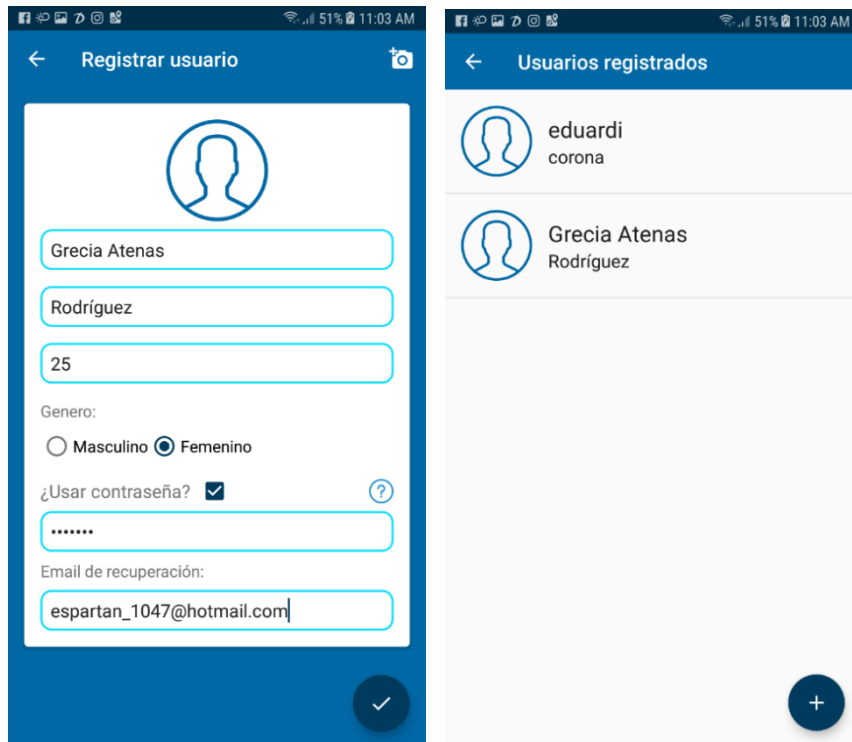 51% 11:03 AM
Registrar usuario
Grecia Atenas
Rodríguez
25
Genero:
Masculino Femenino
¿Usar contraseña? ?
•••••••
Email de recuperación:
espartan_1047@hotmail.com
51% 11:03 AM
Usuarios registrados
eduardi
corona
Grecia Atenas
Rodríguez